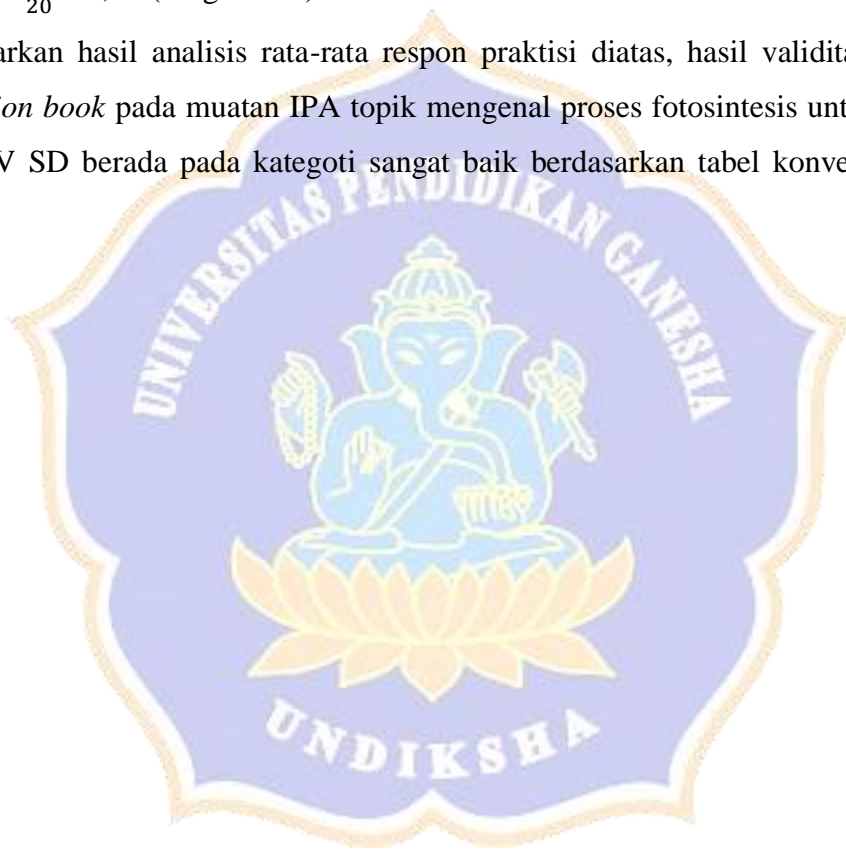 20
arkan hasil analisis rata-rata respon praktisi diatas, hasil validita
ion book pada muatan IPA topik mengenal proses fotosintesis unt
V SD berada pada kategoti sangat baik berdasarkan tabel konve
UNIVERSITAS PENDIDIKAN GANESHA
UNDIKSHA